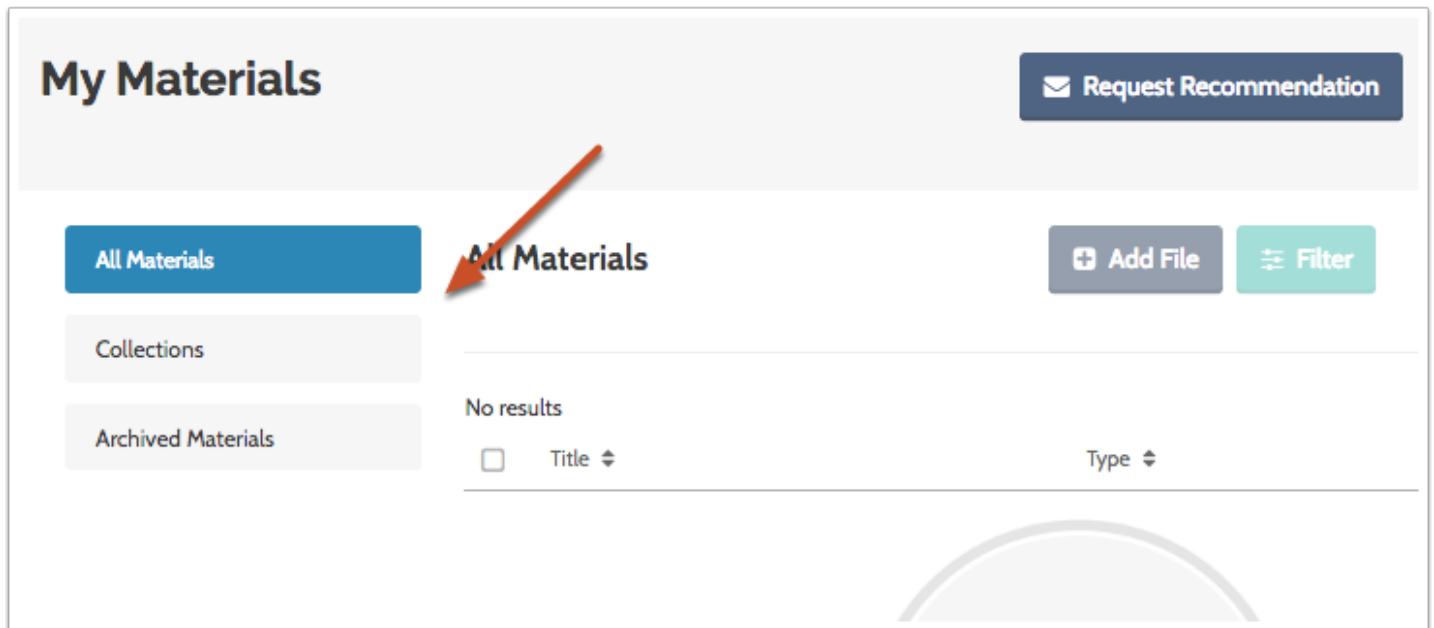 My Materials
Request Recommendation
All Materials
Collections
Archived Materials
All Materials
Add File
Filter
No results
Title
Type